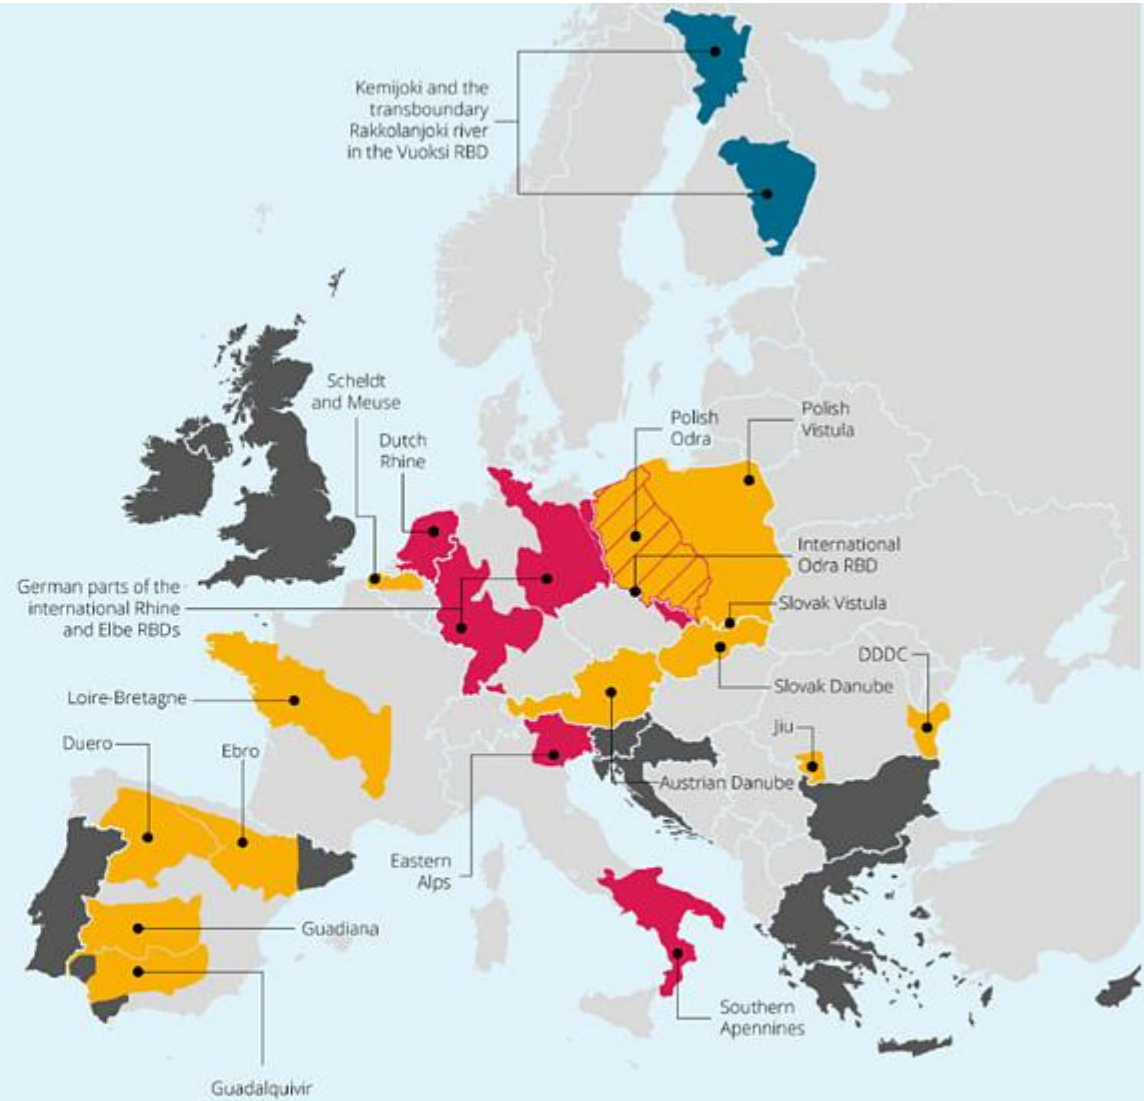 Kemijoki and the
transboundary
Rakkolanjoki river
in the Vuoksi RBD
Scheldt
and Meuse
Dutch
Rhine
Polish
Odra
Polish
Vistula
International
Odra RBD
German parts of the
international Rhine
and Elbe RBDs
Slovak Vistula
DDDC
Slovak Danube
Loire-Bretagne
Jiu
Duero
Ebro
Austrian Danube
Eastern
Alps
Guadiana
Southern
Apennines
Guadalquivir